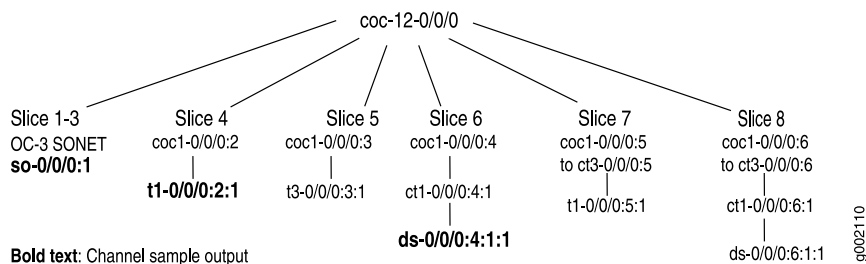 coc-12-0/0/0
Slice 1-3
OC-3 SONET
so-0/0/0:1
Slice 4
coc1-0/0/0:2
t1-0/0/0:2:1
Slice 5
coc1-0/0/0:3
t3-0/0/0:3:1
Slice 6
coc1-0/0/0:4
ct1-0/0/0:4:1
ds-0/0/0:4:1:1
Slice 7
coc1-0/0/0:5
to ct3-0/0/0:5
t1-0/0/0:5:1
Slice 8
coc1-0/0/0:6
to ct3-0/0/0:6
ct1-0/0/0:6:1
ds-0/0/0:6:1:1
Bold text: Channel sample output
g002110